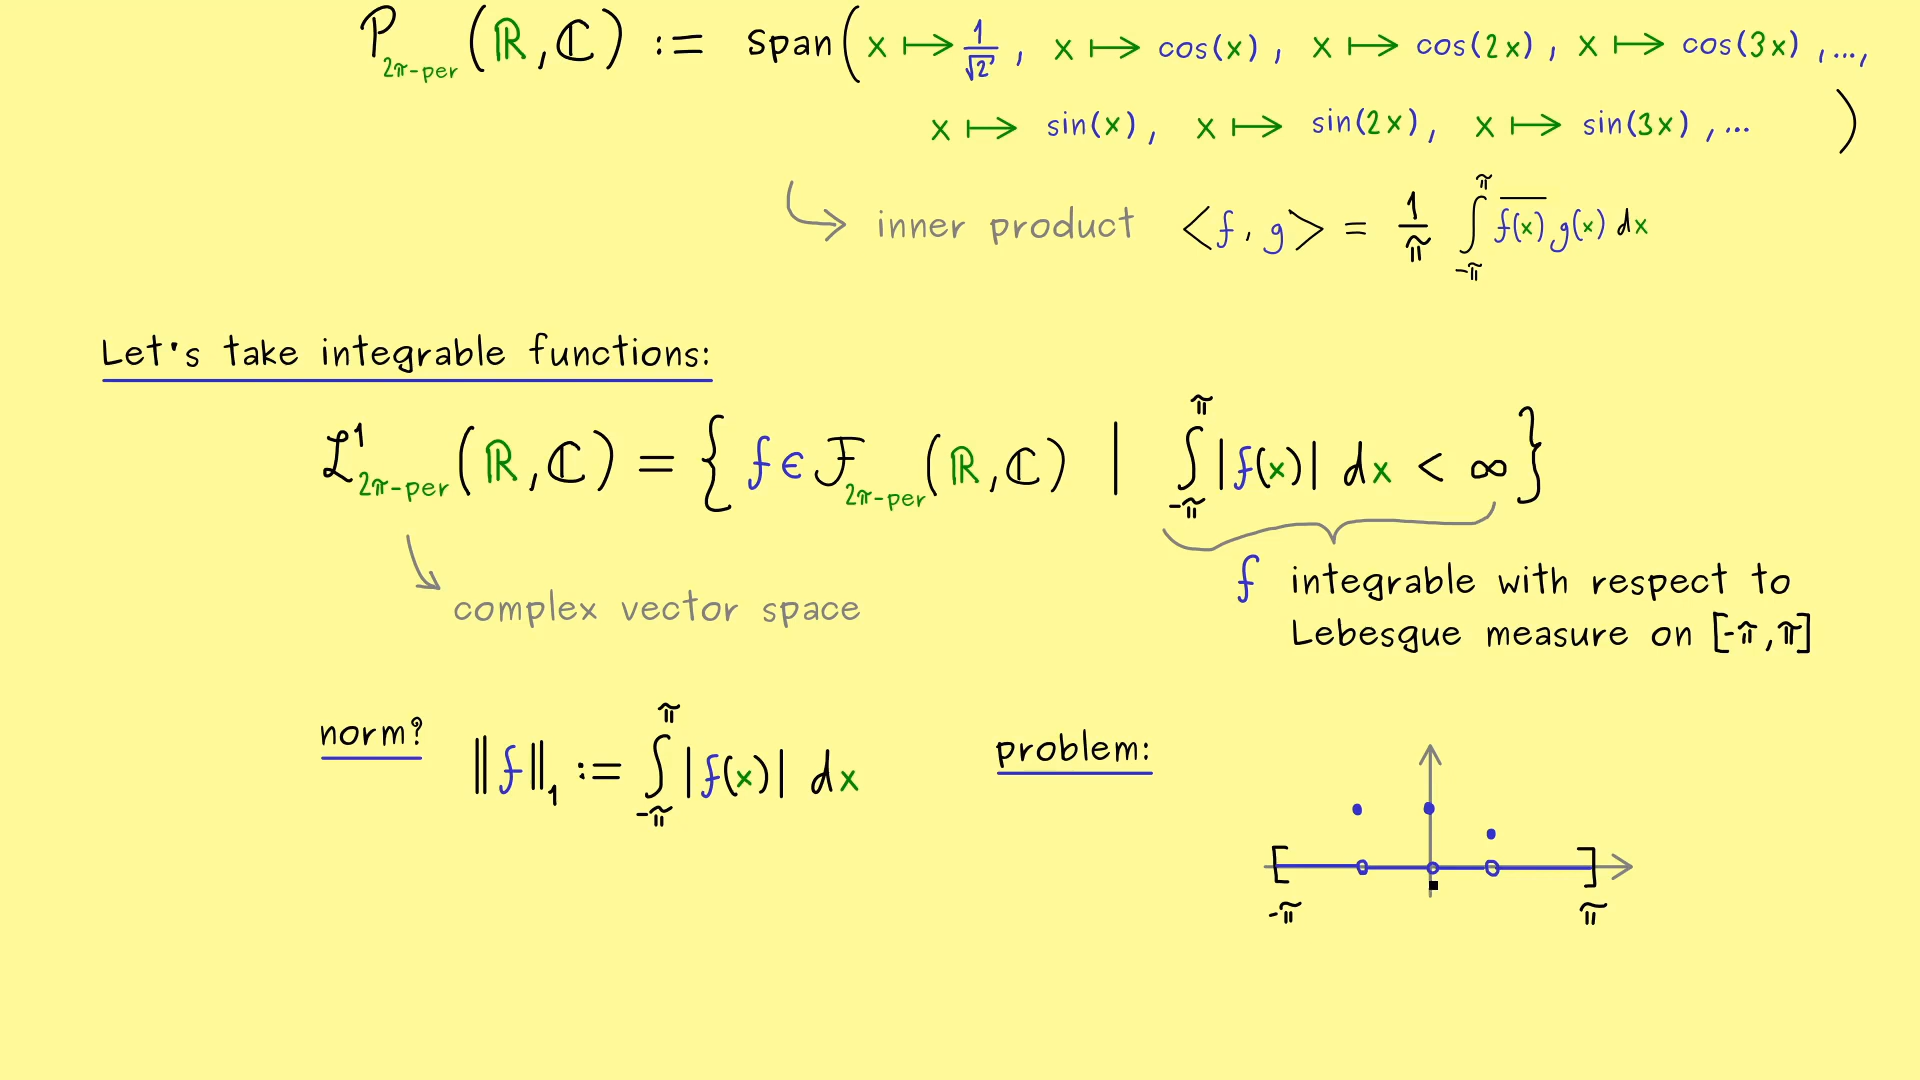 𝒫_{2π-per}(ℝ,ℂ) := span( x ↦ 1/√2, x ↦ cos(x), x ↦ cos(2x), x ↦ cos(3x), ...,
x ↦ sin(x), x ↦ sin(2x), x ↦ sin(3x), ... )
inner product <f, g> = 1/π ∫_{-π}^{π} \overline{f(x)} g(x) dx
Let's take integrable functions:
ℒ¹_{2π-per}(ℝ,ℂ) = { f ∈ ℱ_{2π-per}(ℝ,ℂ) | ∫_{-π}^{π} |f(x)| dx < ∞ }
complex vector space
f integrable with respect to
Lebesgue measure on [-π, π]
norm? ‖f‖₁ := ∫_{-π}^{π} |f(x)| dx
problem:
[ ]
-π π